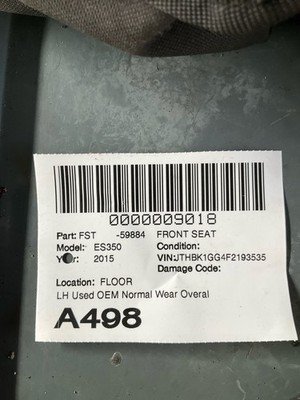 0000009018
Part: FST -59884 FRONT SEAT
Model: ES350 Condition:
Year: 2015 VIN:JTHBK1GG4F2193535
Damage Code:
Location: FLOOR
LH Used OEM Normal Wear Overal
A498